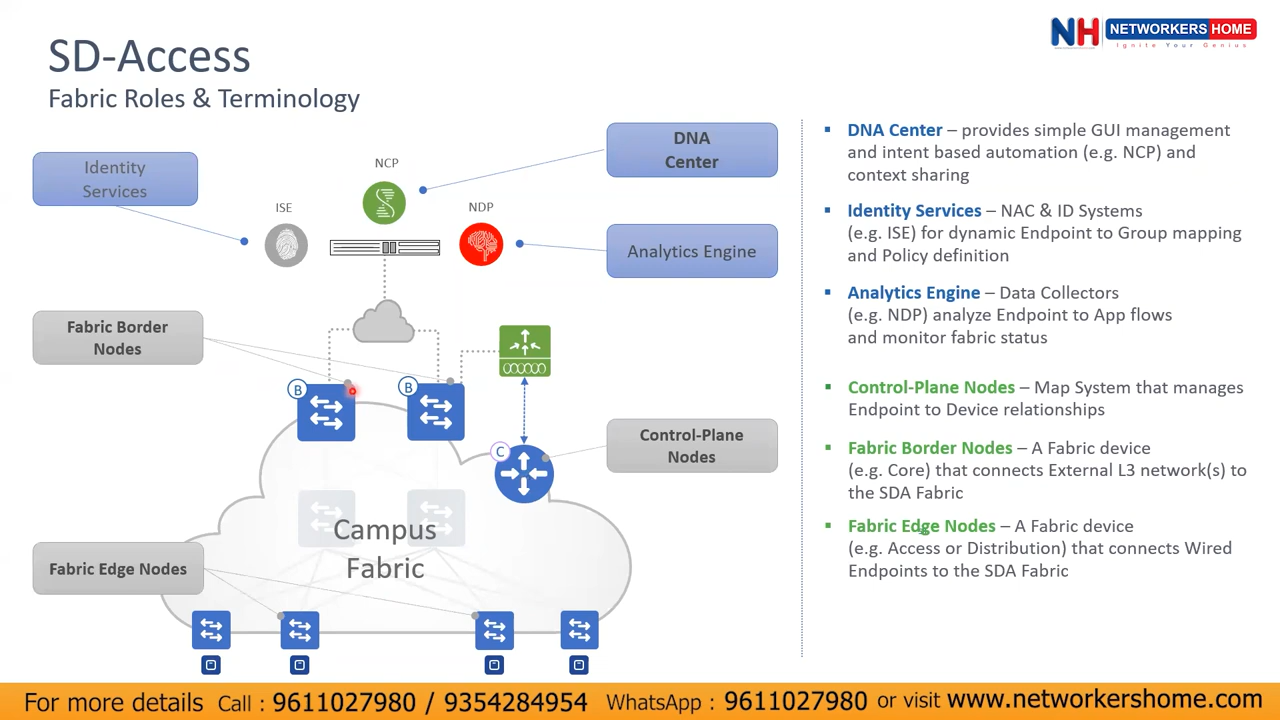 SD-Access
Fabric Roles & Terminology
NH NETWORKERS HOME
Ignite Your Genius
Identity
Services
NCP
DNA
Center
ISE
NDP
Analytics Engine
Fabric Border
Nodes
B
B
Control-Plane
Nodes
C
Campus
Fabric
Fabric Edge Nodes
DNA Center – provides simple GUI management
and intent based automation (e.g. NCP) and
context sharing
Identity Services – NAC & ID Systems
(e.g. ISE) for dynamic Endpoint to Group mapping
and Policy definition
Analytics Engine – Data Collectors
(e.g. NDP) analyze Endpoint to App flows
and monitor fabric status
Control-Plane Nodes – Map System that manages
Endpoint to Device relationships
Fabric Border Nodes – A Fabric device
(e.g. Core) that connects External L3 network(s) to
the SDA Fabric
Fabric Edge Nodes – A Fabric device
(e.g. Access or Distribution) that connects Wired
Endpoints to the SDA Fabric
For more details Call : 9611027980 / 9354284954 WhatsApp : 9611027980 or visit www.networkershome.com